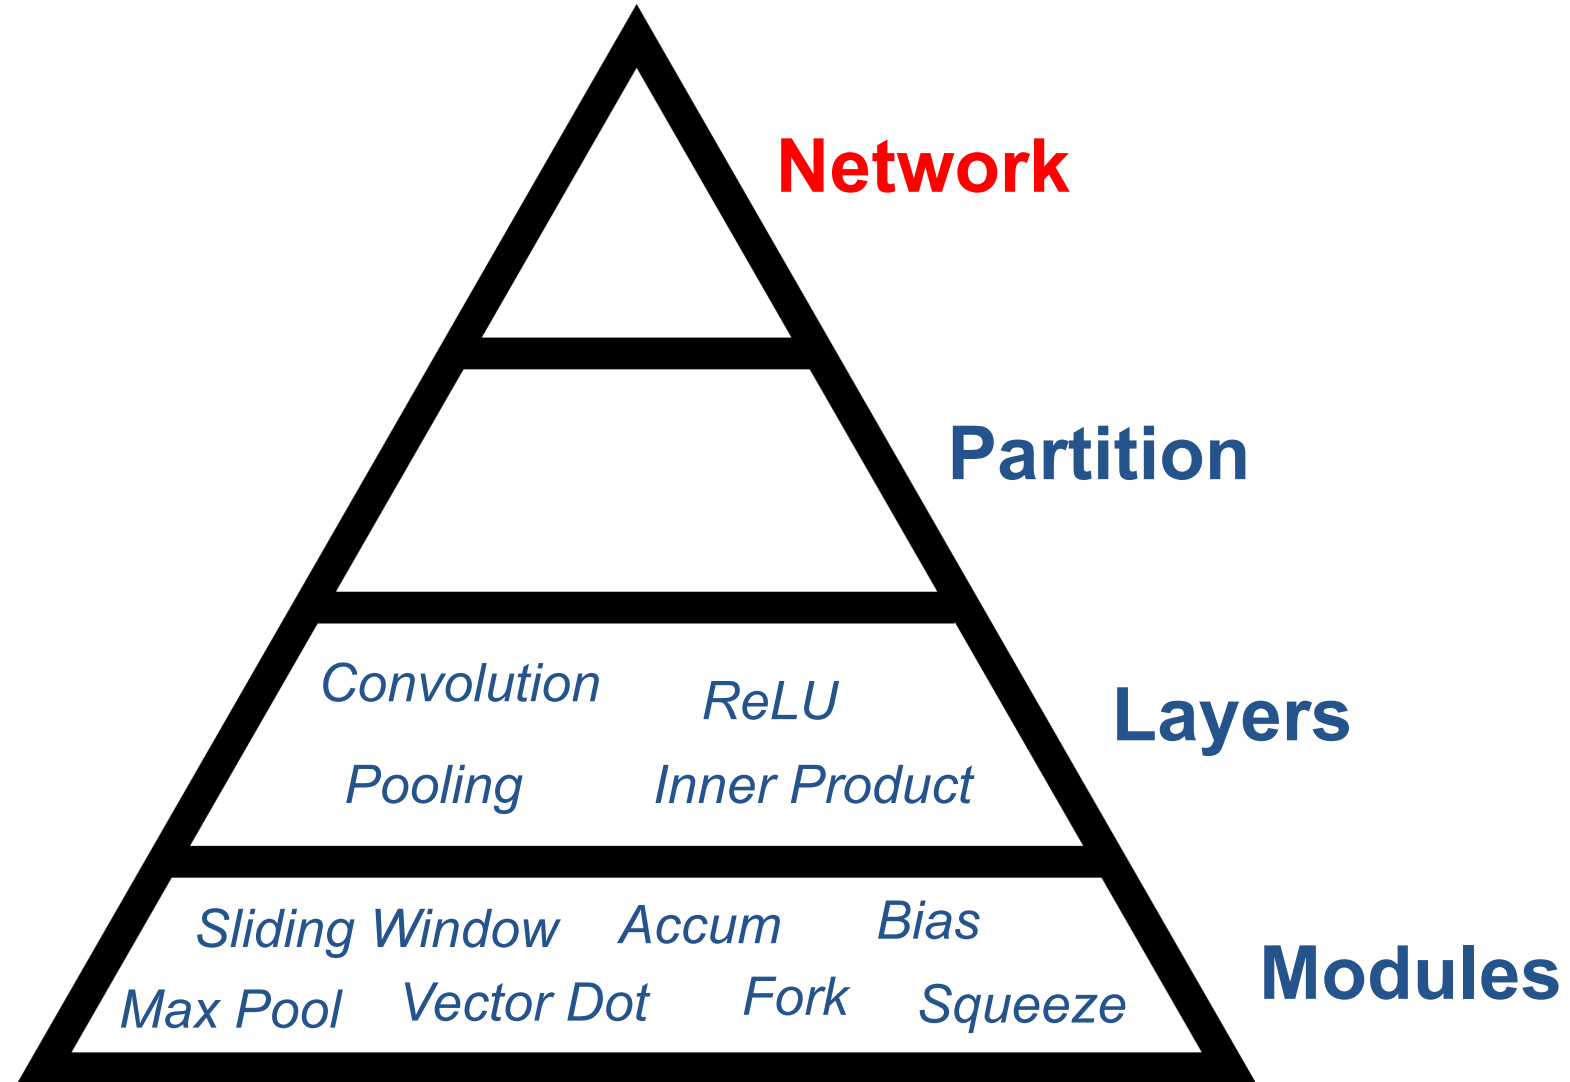 Network
Partition
Convolution ReLU
Layers
Pooling Inner Product
Sliding Window Accum Bias
Modules
Max Pool Vector Dot Fork Squeeze